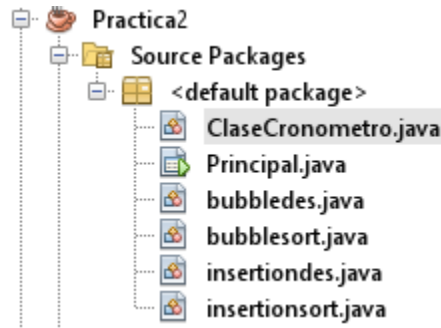 Practica2
Source Packages
<default package>
ClaseCronometro.java
Principal.java
bubbledes.java
bubblesort.java
insertiondes.java
insertionsort.java